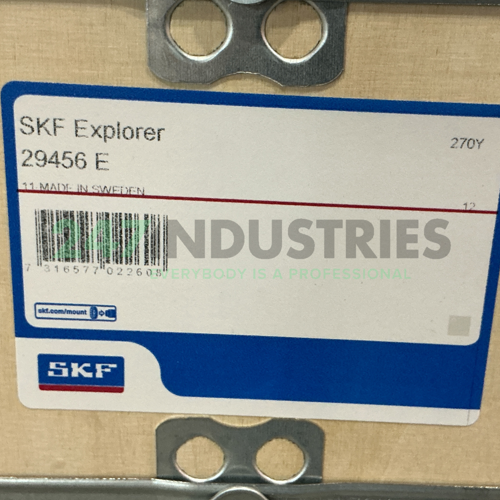 SKF Explorer
270Y
29456 E
11 MADE IN SWEDEN
12
247 INDUSTRIES
EVERYBODY IS A PROFESSIONAL
7 316577 022608
skf.com/mount
SKF